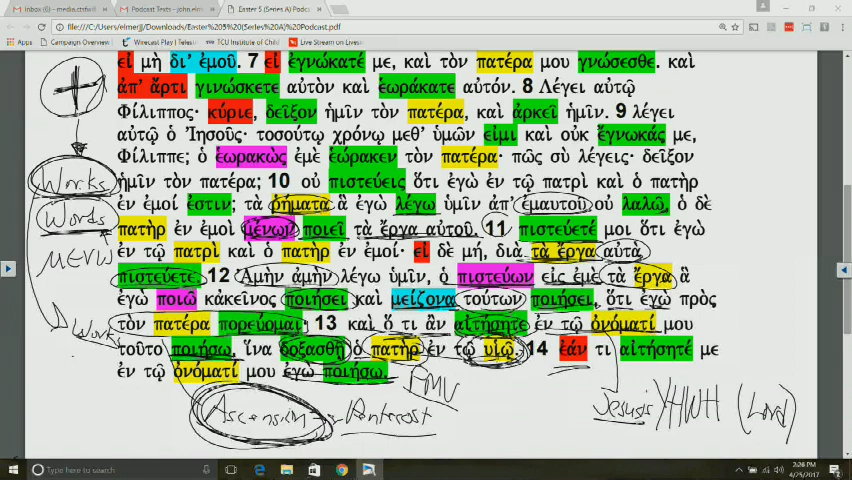 Inbox (6) - media.ctsfw@
Podcast Texts - john.elme
Easter 5 (Series A) Podc
file:///C:/Users/elmerjj/Downloads/Easter%205%20(Series%20A)%20Podcast.pdf
Apps Campaign Overview Wirecast Play | Telest TCU Institute of Child Live Stream on Livestr
εἰ μὴ δι’ ἐμοῦ. 7 εἰ ἐγνώκατέ με, καὶ τὸν πατέρα μου γνώσεσθε. καὶ
ἀπ’ ἄρτι γινώσκετε αὐτὸν καὶ ἑωράκατε αὐτόν. 8 Λέγει αὐτῷ
Φίλιππος· κύριε, δεῖξον ἡμῖν τὸν πατέρα, καὶ ἀρκεῖ ἡμῖν. 9 λέγει
αὐτῷ ὁ Ἰησοῦς· τοσούτῳ χρόνῳ μεθ’ ὑμῶν εἰμι καὶ οὐκ ἔγνωκάς με,
Φίλιππε; ὁ ἑωρακὼς ἐμὲ ἑώρακεν τὸν πατέρα· πῶς σὺ λέγεις· δεῖξον
Works ἡμῖν τὸν πατέρα; 10 οὐ πιστεύεις ὅτι ἐγὼ ἐν τῷ πατρὶ καὶ ὁ πατὴρ
ἐν ἐμοί ἐστιν; τὰ ῥήματα ἃ ἐγὼ λέγω ὑμῖν ἀπ’ ἐμαυτοῦ οὐ λαλῶ, ὁ δὲ
Words πατὴρ ἐν ἐμοὶ μένων ποιεῖ τὰ ἔργα αὐτοῦ. 11 πιστεύετέ μοι ὅτι ἐγὼ
ἐν τῷ πατρὶ καὶ ὁ πατὴρ ἐν ἐμοί· εἰ δὲ μή, διὰ τὰ ἔργα αὐτὰ
πιστεύετε. 12 Ἀμὴν ἀμὴν λέγω ὑμῖν, ὁ πιστεύων εἰς ἐμὲ τὰ ἔργα ἃ
ἐγὼ ποιῶ κἀκεῖνος ποιήσει καὶ μείζονα τούτων ποιήσει, ὅτι ἐγὼ πρὸς
Works τὸν πατέρα πορεύομαι· 13 καὶ ὅ τι ἂν αἰτήσητε ἐν τῷ ὀνόματί μου
τοῦτο ποιήσω, ἵνα δοξασθῇ ὁ πατὴρ ἐν τῷ υἱῷ. 14 ἐάν τι αἰτήσητέ με
ἐν τῷ ὀνόματί μου ἐγὼ ποιήσω.
Ascension - Pentecost
Jesus is YHWH (Lord)
Type here to search
2:26 PM
4/25/2017